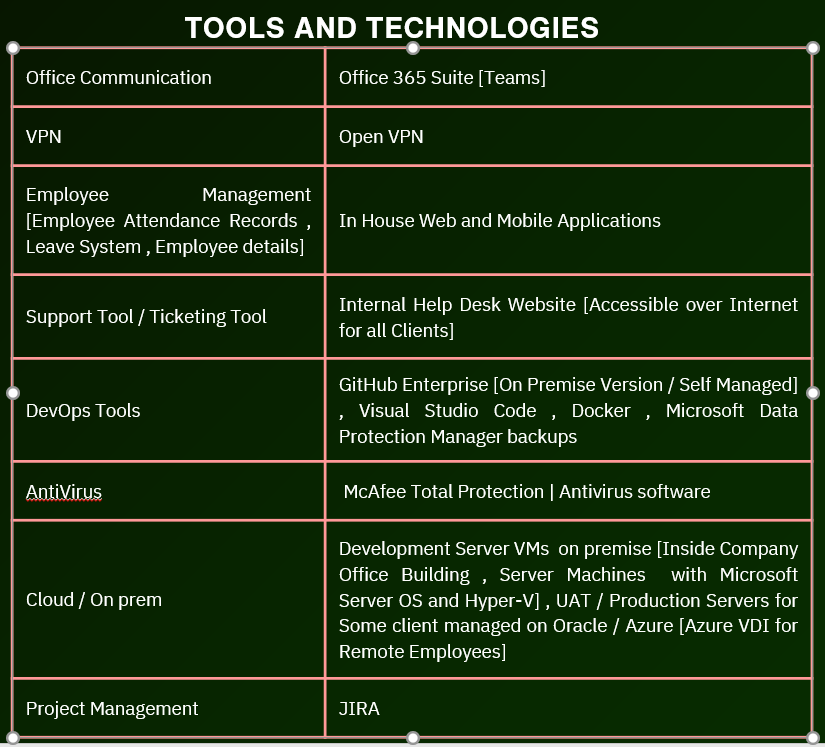 TOOLS AND TECHNOLOGIES
Office Communication
Office 365 Suite [Teams]
VPN
Open VPN
Employee Management
[Employee Attendance Records ,
Leave System , Employee details]
In House Web and Mobile Applications
Support Tool / Ticketing Tool
Internal Help Desk Website [Accessible over Internet
for all Clients]
DevOps Tools
GitHub Enterprise [On Premise Version / Self Managed]
, Visual Studio Code , Docker , Microsoft Data
Protection Manager backups
AntiVirus
McAfee Total Protection | Antivirus software
Cloud / On prem
Development Server VMs on premise [Inside Company
Office Building , Server Machines with Microsoft
Server OS and Hyper-V] , UAT / Production Servers for
Some client managed on Oracle / Azure [Azure VDI for
Remote Employees]
Project Management
JIRA